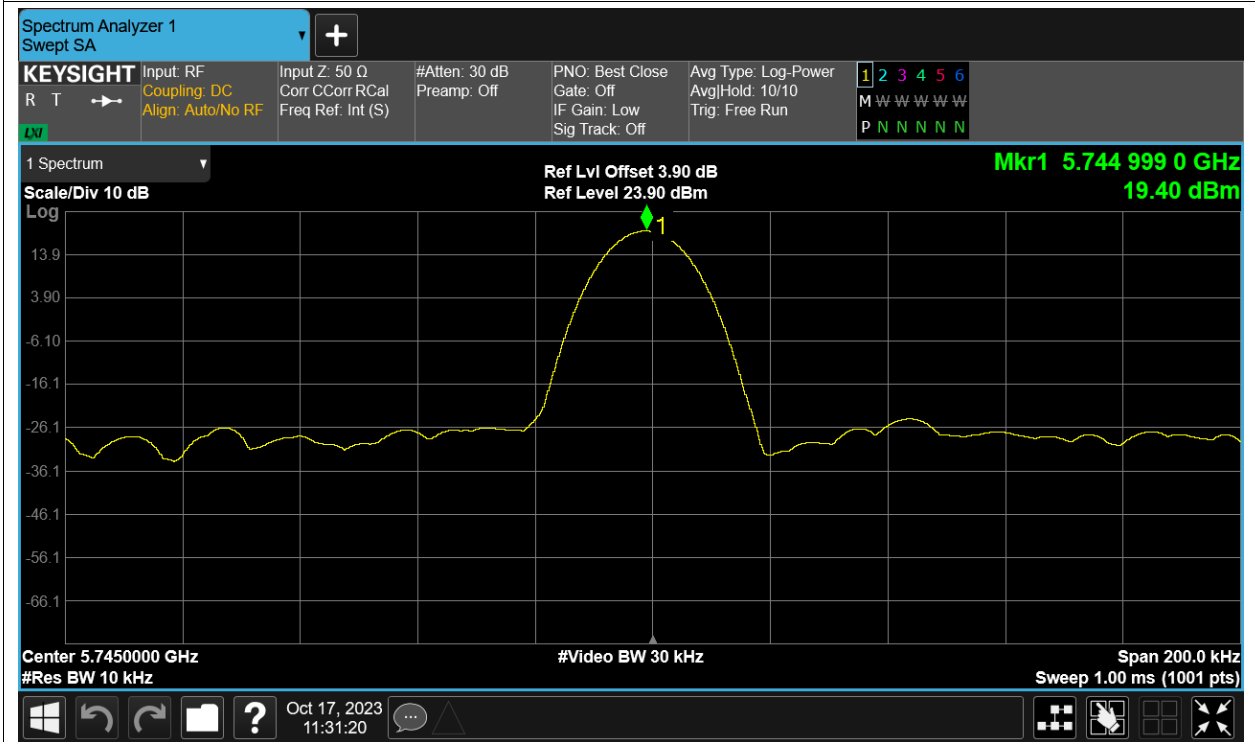 Spectrum Analyzer 1
Swept SA
+
KEYSIGHT
R T
LXI
Input: RF
Coupling: DC
Align: Auto/No RF
Input Z: 50 Ω
Corr CCorr RCal
Freq Ref: Int (S)
#Atten: 30 dB
Preamp: Off
PNO: Best Close
Gate: Off
IF Gain: Low
Sig Track: Off
Avg Type: Log-Power
Avg|Hold: 10/10
Trig: Free Run
1 2 3 4 5 6
M W W W W W
P N N N N N
1 Spectrum
Scale/Div 10 dB
Ref Lvl Offset 3.90 dB
Ref Level 23.90 dBm
Mkr1 5.744 999 0 GHz
19.40 dBm
Log
1
13.9
3.90
-6.10
-16.1
-26.1
-36.1
-46.1
-56.1
-66.1
Center 5.7450000 GHz
#Res BW 10 kHz
#Video BW 30 kHz
Span 200.0 kHz
Sweep 1.00 ms (1001 pts)
?
Oct 17, 2023
11:31:20